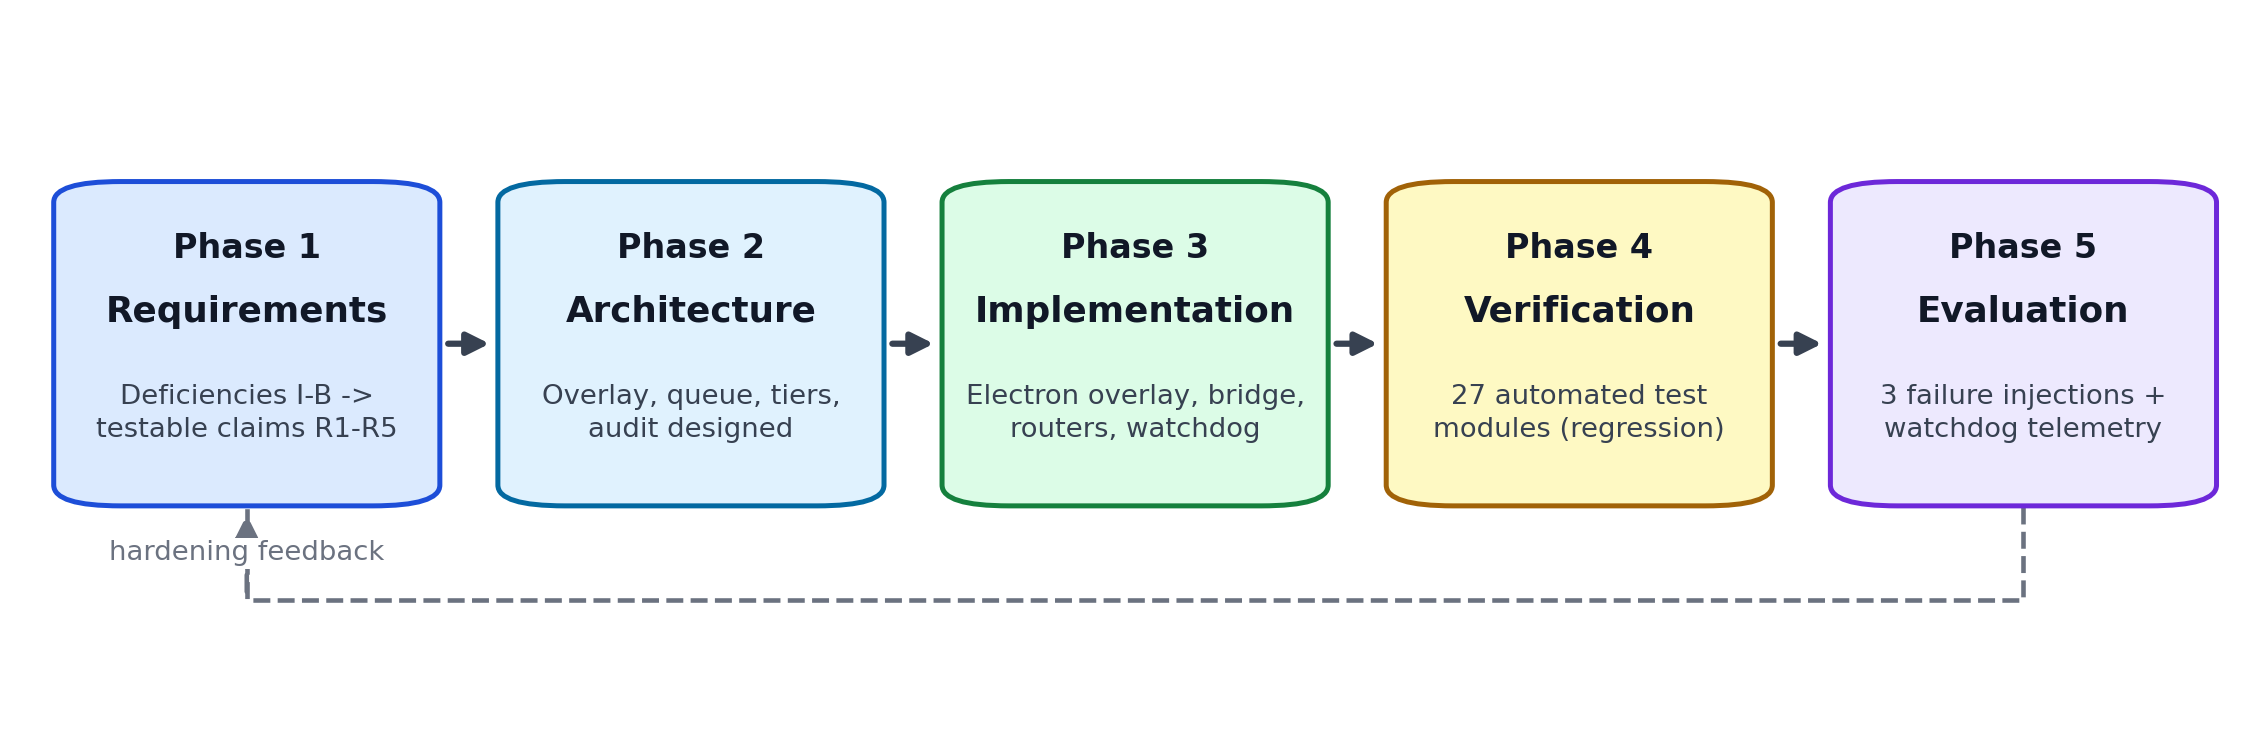 Phase 1
Requirements
Deficiencies I-B ->
testable claims R1-R5
Phase 2
Architecture
Overlay, queue, tiers,
audit designed
Phase 3
Implementation
Electron overlay, bridge,
routers, watchdog
Phase 4
Verification
27 automated test
modules (regression)
Phase 5
Evaluation
3 failure injections +
watchdog telemetry
hardening feedback